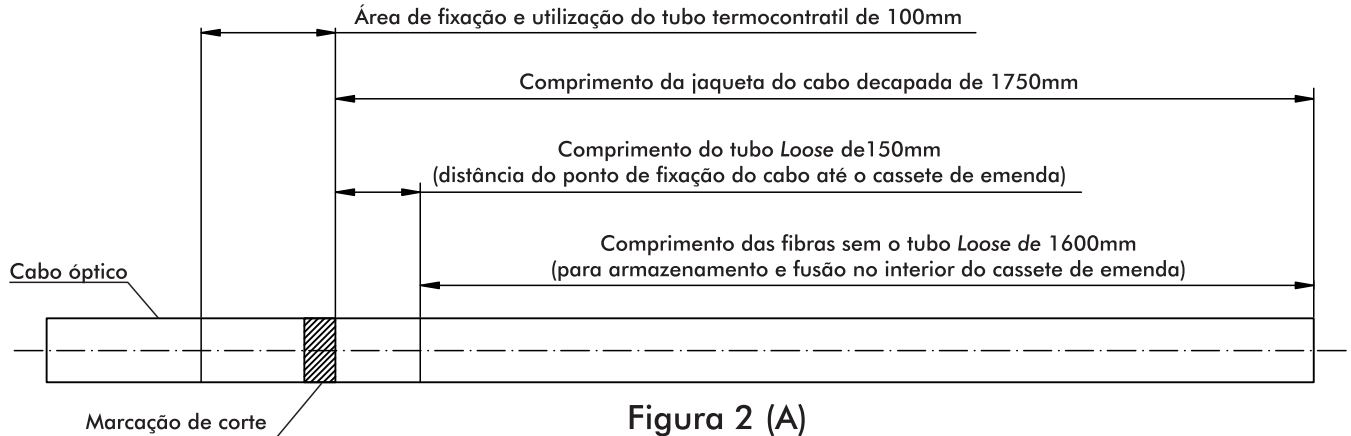 Área de fixação e utilização do tubo termocontratil de 100mm
Comprimento da jaqueta do cabo decapada de 1750mm
Comprimento do tubo Loose de150mm
(distância do ponto de fixação do cabo até o cassete de emenda)
Comprimento das fibras sem o tubo Loose de 1600mm
(para armazenamento e fusão no interior do cassete de emenda)
Cabo óptico
Marcação de corte
Figura 2 (A)